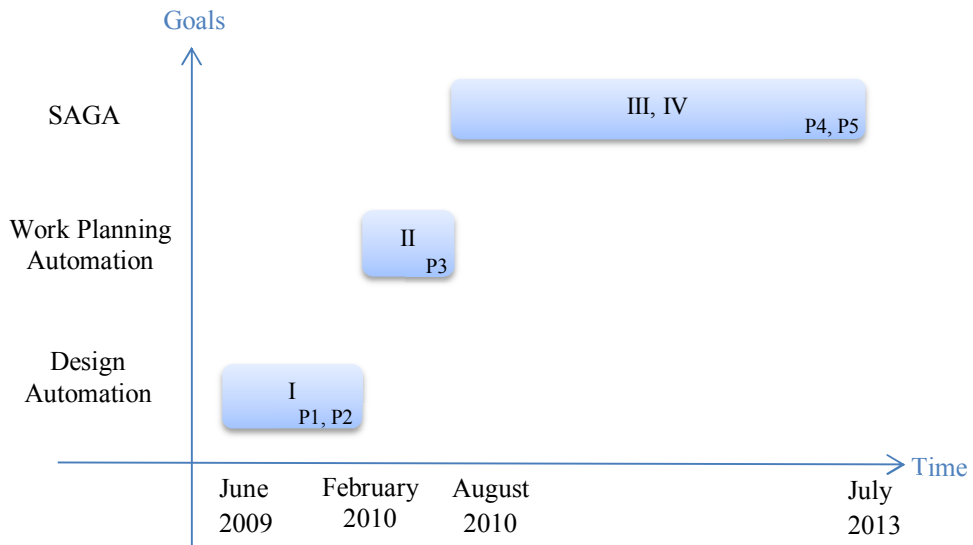 Goals
SAGA
III, IV
P4, P5
Work Planning
Automation
II
P3
Design
Automation
I
P1, P2
Time
June
2009
February
2010
August
2010
July
2013